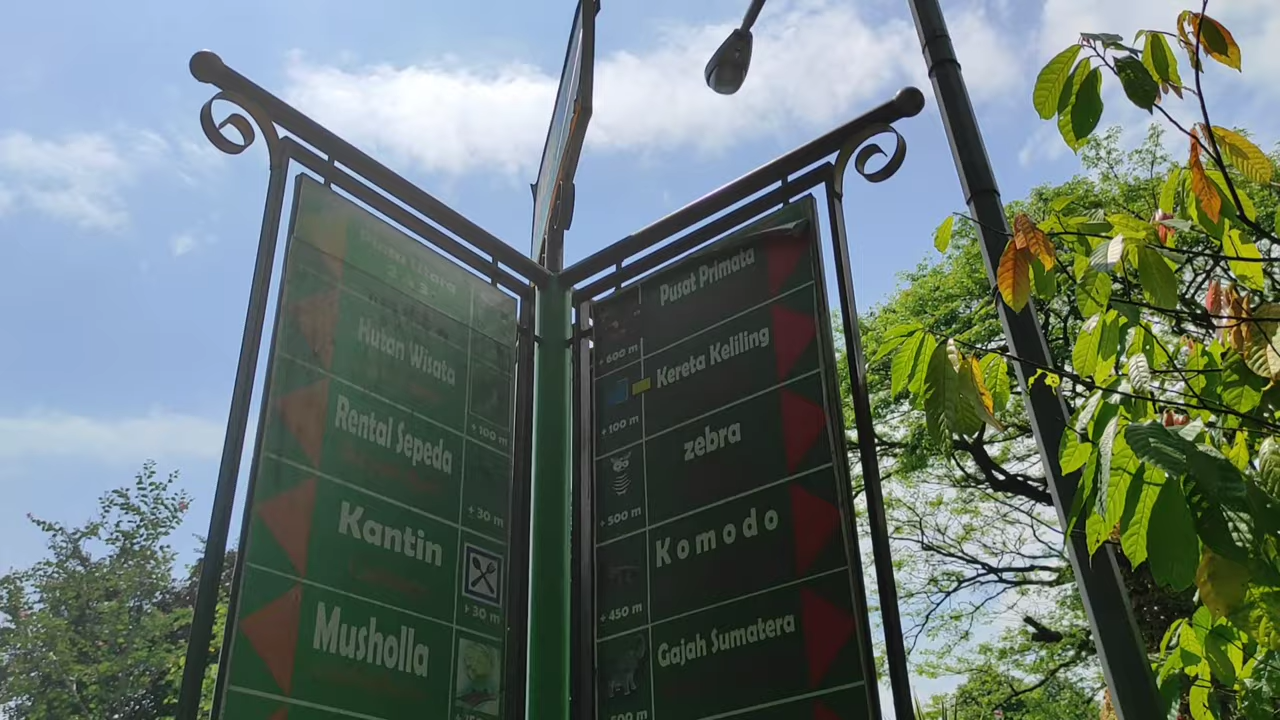 Hutan Wisata
+ 100 m
Rental Sepeda
+ 30 m
Kantin
+ 30 m
Musholla
Pusat Primata
+ 600 m
Kereta Keliling
+ 100 m
zebra
+ 500 m
Komodo
+ 450 m
Gajah Sumatera